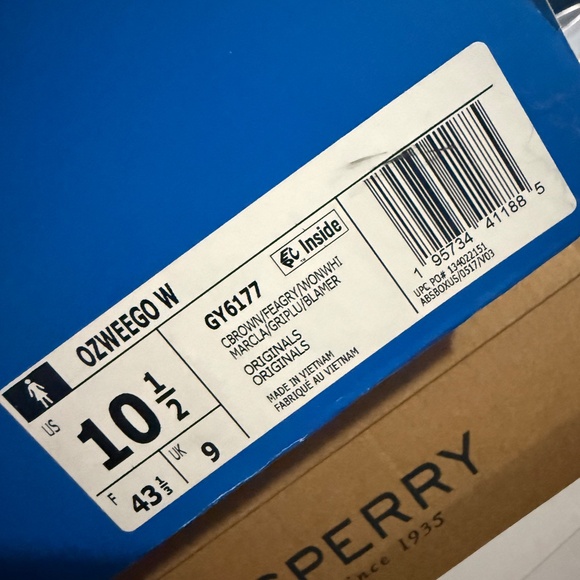 OZWEEGO W
US
10 1/2
F
43 1/3
UK
9
GY6177
EC Inside
CBROWN/FEAGRY/WONWHI
MARCLA/GRIPLU/BLAMER
ORIGINALS
ORIGINALS
MADE IN VIETNAM
FABRIQUÉ AU VIETNAM
1 95734 41188 5
UPC PO# 134022151
ABSBOXUS/0517/V03
SPERRY
Since 1935